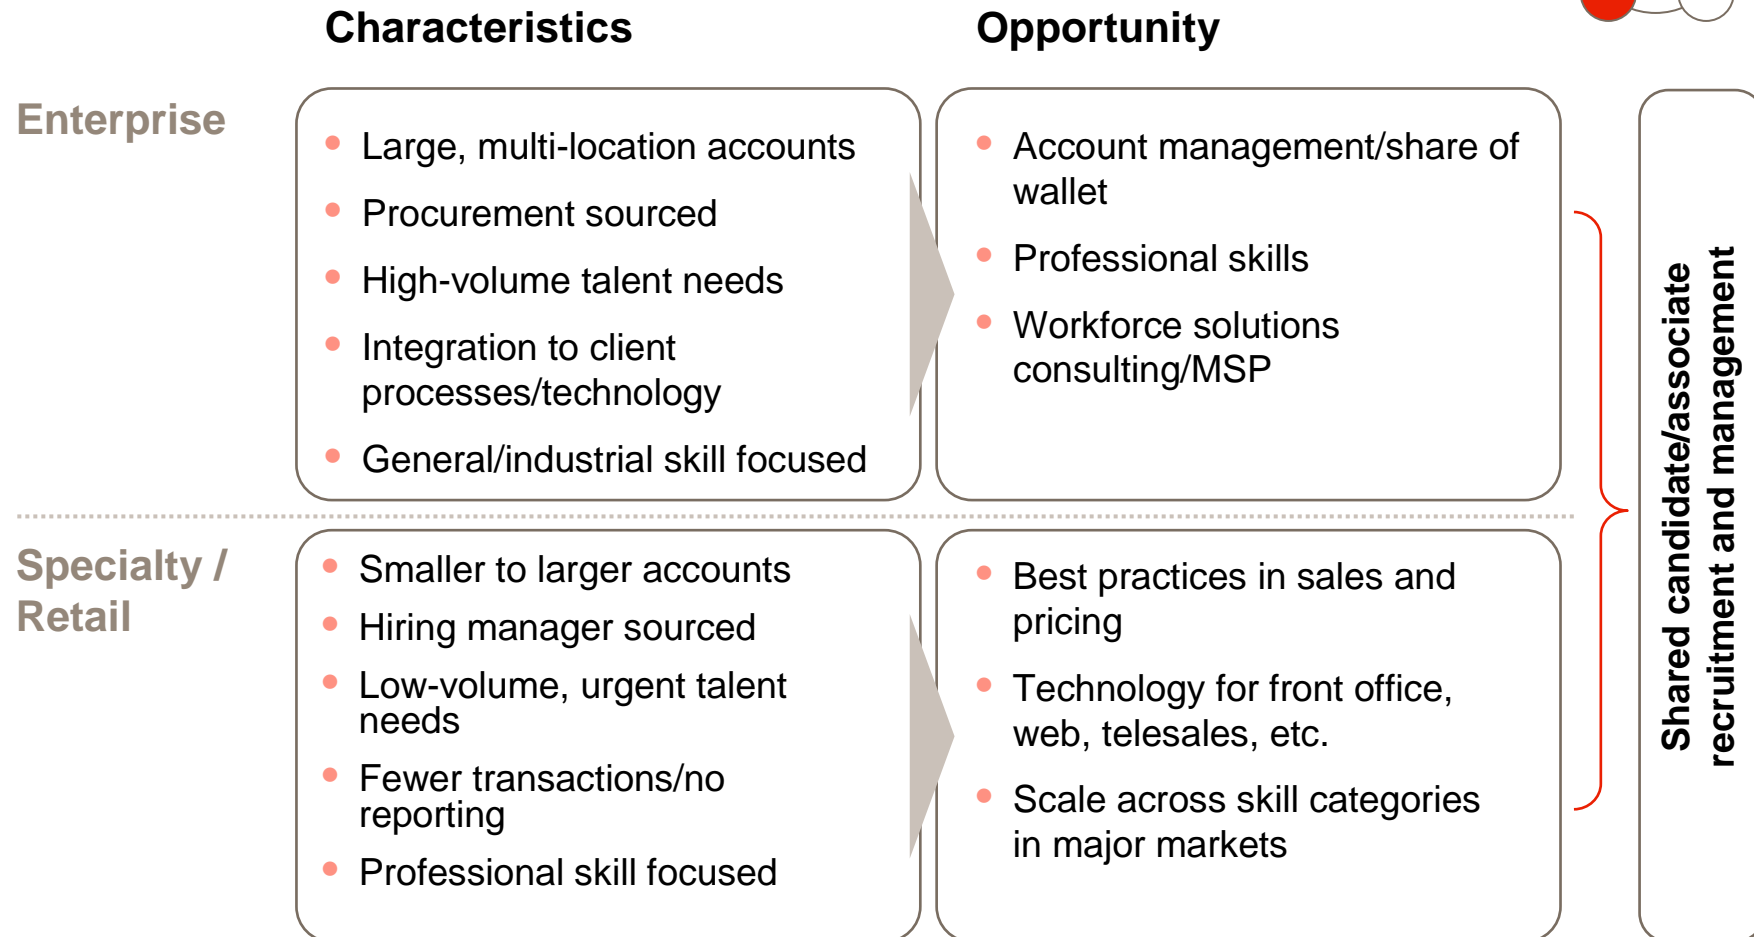 Characteristics
Opportunity
Enterprise
Large, multi-location accounts
Procurement sourced
High-volume talent needs
Integration to client
processes/technology
General/industrial skill focused
Account management/share of
wallet
Professional skills
Workforce solutions
consulting/MSP
Specialty /
Retail
Smaller to larger accounts
Hiring manager sourced
Low-volume, urgent talent
needs
Fewer transactions/no
reporting
Professional skill focused
Best practices in sales and
pricing
Technology for front office,
web, telesales, etc.
Scale across skill categories
in major markets
Shared candidate/associate
recruitment and management